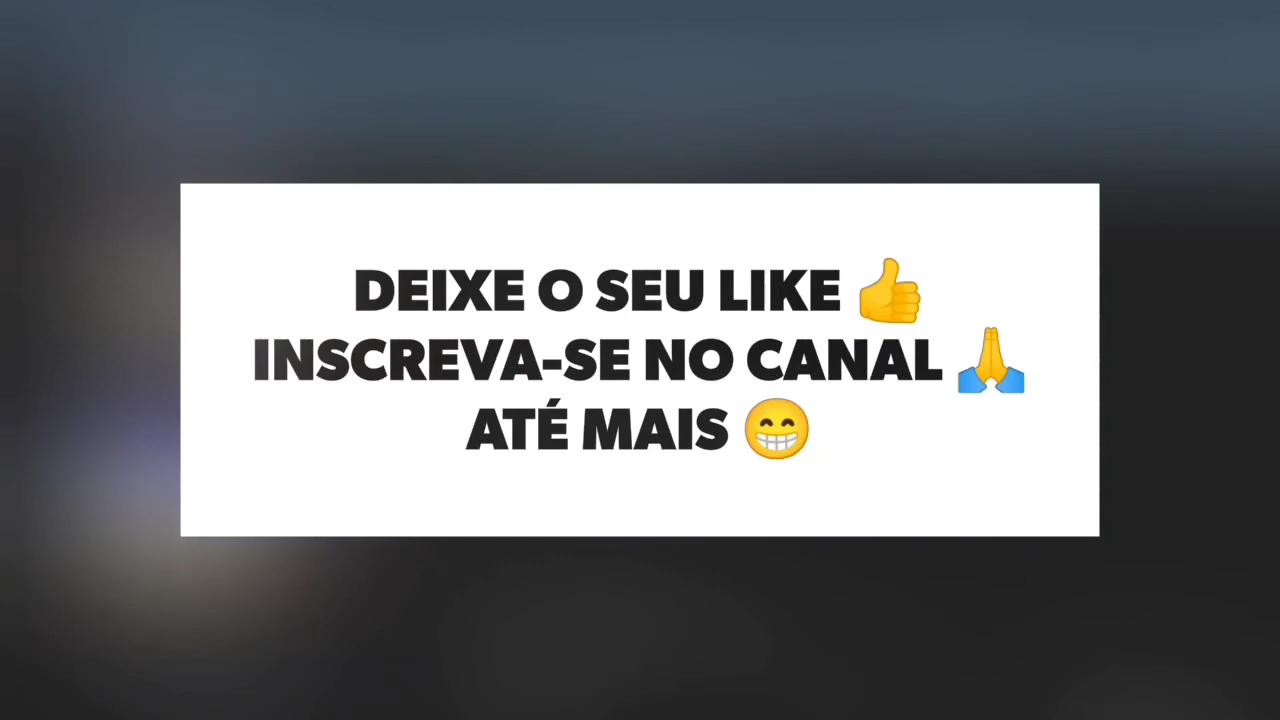 DEIXE O SEU LIKE 👍
INSCREVA-SE NO CANAL 🙏
ATÉ MAIS 😁